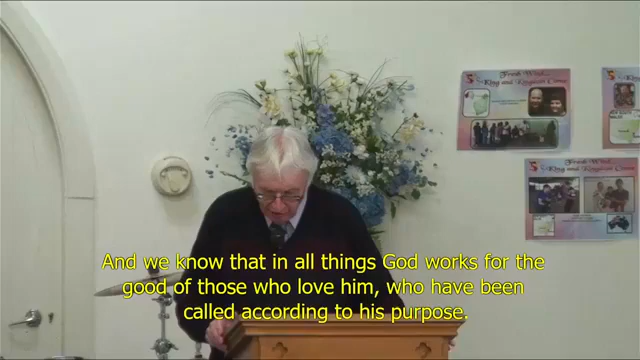 Fresh Wind...
King and Kingdom Come
Fresh Wind...
King and Kingdom Come
And we know that in all things God works for the
good of those who love him, who have been
called according to his purpose.